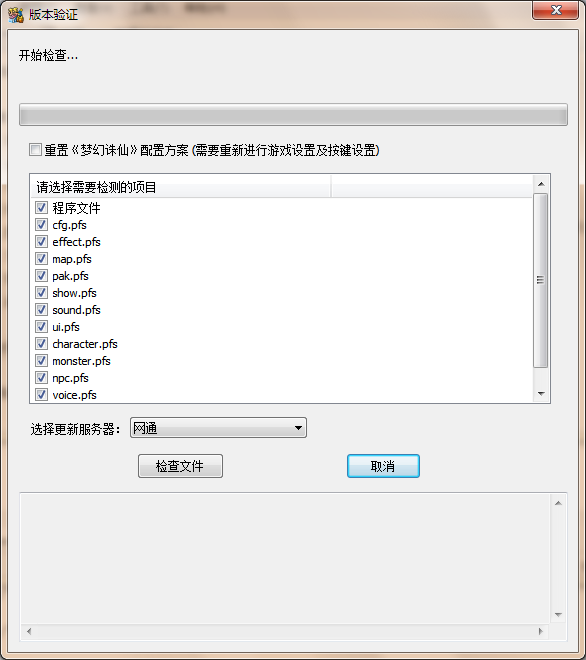 版本验证
开始检查...
重置《梦幻诛仙》配置方案 (需要重新进行游戏设置及按键设置)
请选择需要检测的项目
程序文件
cfg.pfs
effect.pfs
map.pfs
pak.pfs
show.pfs
sound.pfs
ui.pfs
character.pfs
monster.pfs
npc.pfs
voice.pfs
选择更新服务器： 网通
检查文件 取消